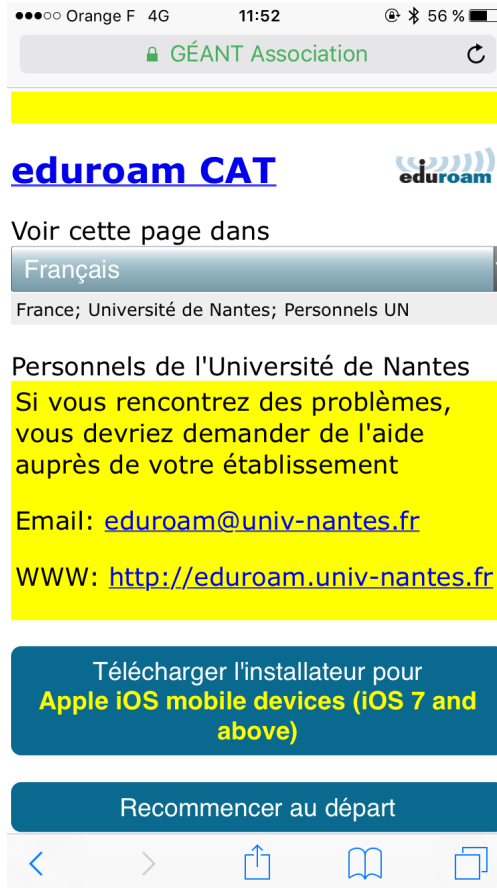 Orange F 4G 11:52 56 %
GÉANT Association
eduroam CAT
eduroam
Voir cette page dans
Français
France; Université de Nantes; Personnels UN
Personnels de l'Université de Nantes
Si vous rencontrez des problèmes,
vous devriez demander de l'aide
auprès de votre établissement
Email: eduroam@univ-nantes.fr
WWW: http://eduroam.univ-nantes.fr
Télécharger l'installateur pour
Apple iOS mobile devices (iOS 7 and
above)
Recommencer au départ